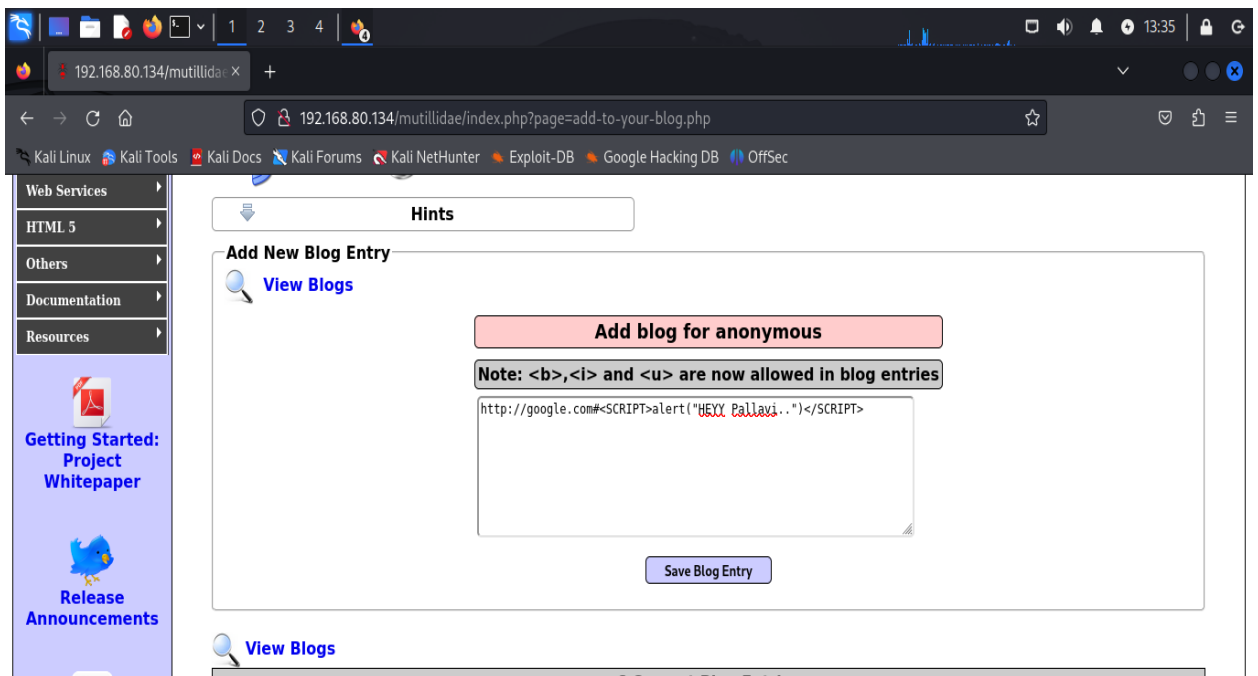 1 2 3 4
13:35
192.168.80.134/mutillidae
192.168.80.134/mutillidae/index.php?page=add-to-your-blog.php
Kali Linux Kali Tools Kali Docs Kali Forums Kali NetHunter Exploit-DB Google Hacking DB OffSec
Web Services
HTML 5
Others
Documentation
Resources
Getting Started:
Project
Whitepaper
Release
Announcements
Hints
Add New Blog Entry
View Blogs
Add blog for anonymous
Note: <b>,<i> and <u> are now allowed in blog entries
http://google.com#<SCRIPT>alert("HEYY Pallavi..")</SCRIPT>
Save Blog Entry
View Blogs